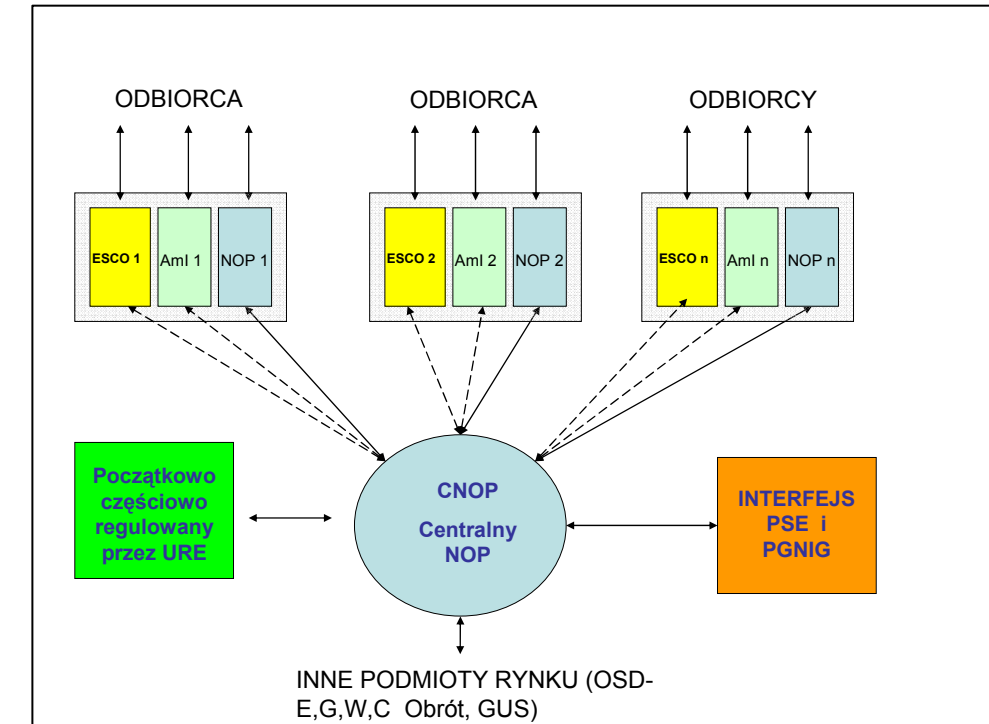 ODBIORCA
ODBIORCA
ODBIORCY
ESCO 1
AmI 1
NOP 1
ESCO 2
AmI 2
NOP 2
ESCO n
AmI n
NOP n
Początkowo
częściowo
regulowany
przez URE
CNOP
Centralny
NOP
INTERFEJS
PSE i
PGNIG
INNE PODMIOTY RYNKU (OSD-
E,G,W,C Obrót, GUS)